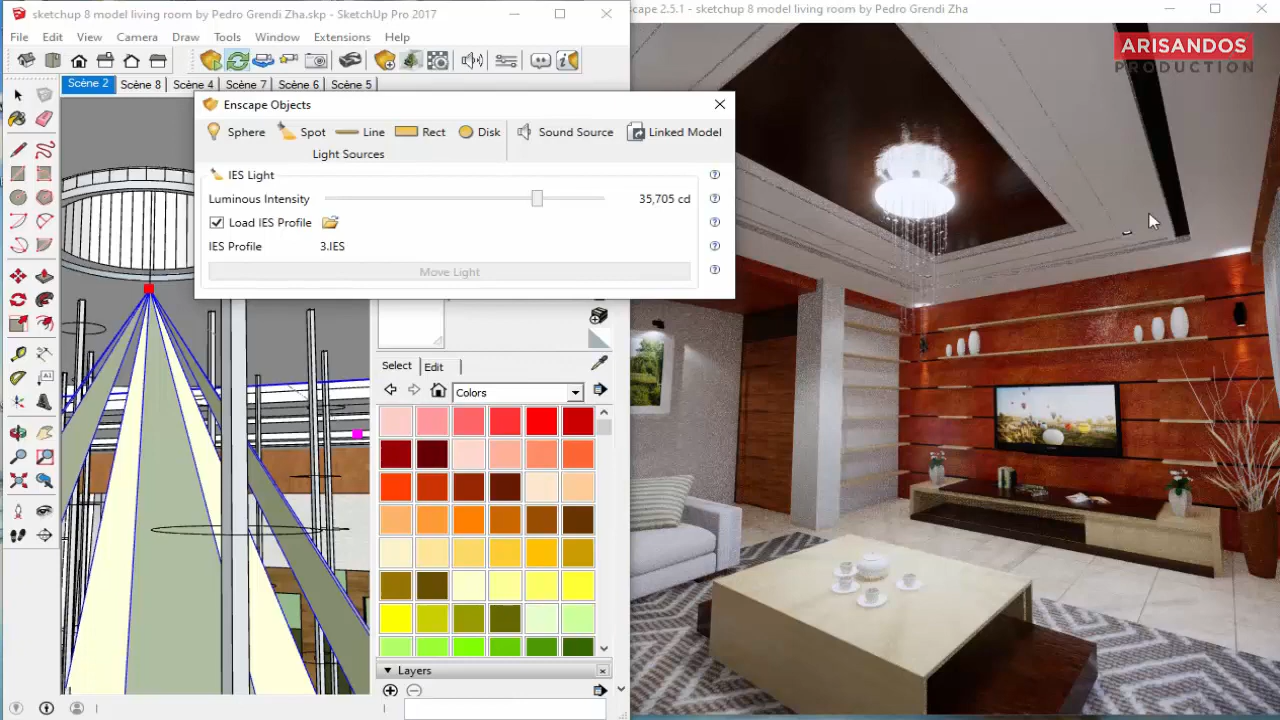 sketchup 8 model living room by Pedro Grendi Zha.skp - SketchUp Pro 2017
scape 2.5.1 - sketchup 8 model living room by Pedro Grendi Zha
File Edit View Camera Draw Tools Window Extensions Help
ARISANDOS
PRODUCTION
Scène 2 Scène 8 Scène 4 Scène 7 Scène 6 Scène 5
Enscape Objects
Sphere Spot Line Rect Disk Sound Source Linked Model
Light Sources
IES Light
Luminous Intensity 35,705 cd
Load IES Profile
IES Profile 3.IES
Move Light
Select Edit
Colors
Layers